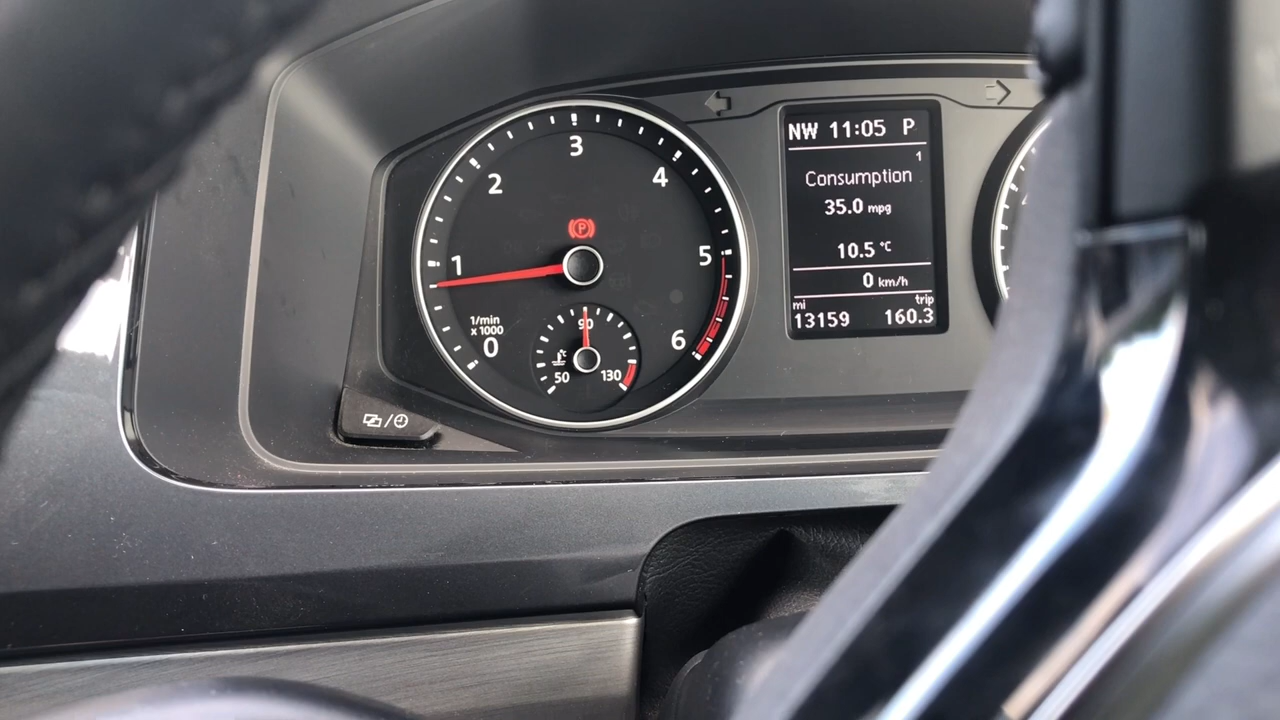 3
2
4
1
5
1/min
x 1000
0
6
(P)
90
°C
50
130
NW 11:05 P
1
Consumption
35.0 mpg
10.5 °C
0 km/h
mi
trip
13159
160.3